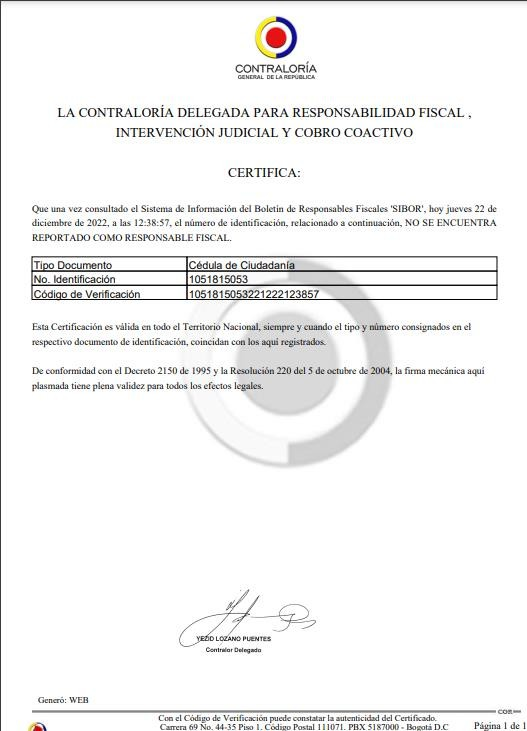 CONTRALORÍA
GENERAL DE LA REPÚBLICA
LA CONTRALORÍA DELEGADA PARA RESPONSABILIDAD FISCAL ,
INTERVENCIÓN JUDICIAL Y COBRO COACTIVO
CERTIFICA:
Que una vez consultado el Sistema de Información del Boletin de Responsables Fiscales 'SIBOR', hoy jueves 22 de
diciembre de 2022, a las 12:38:57, el número de identificación, relacionado a continuación, NO SE ENCUENTRA
REPORTADO COMO RESPONSABLE FISCAL.
Tipo Documento Cédula de Ciudadanía
No. Identificación 1051815053
Código de Verificación 1051815053221222123857
Esta Certificación es válida en todo el Territorio Nacional, siempre y cuando el tipo y número consignados en el
respectivo documento de identificación, coincidan con los aquí registrados.
De conformidad con el Decreto 2150 de 1995 y la Resolución 220 del 5 de octubre de 2004, la firma mecánica aquí
plasmada tiene plena validez para todos los efectos legales.
YEZID LOZANO PUENTES
Contralor Delegado
Generó: WEB
COR
Con el Código de Verificación puede constatar la autenticidad del Certificado.
Carrera 69 No. 44-35 Piso 1. Código Postal 111071. PBX 5187000 - Bogotá D.C
Página 1 de 1